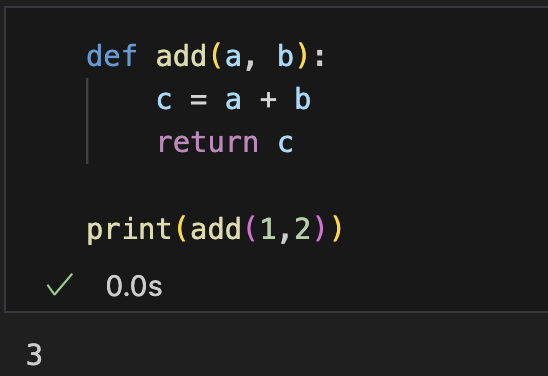 def add(a, b):
    c = a + b
    return c
print(add(1,2))
✓ 0.0s
3